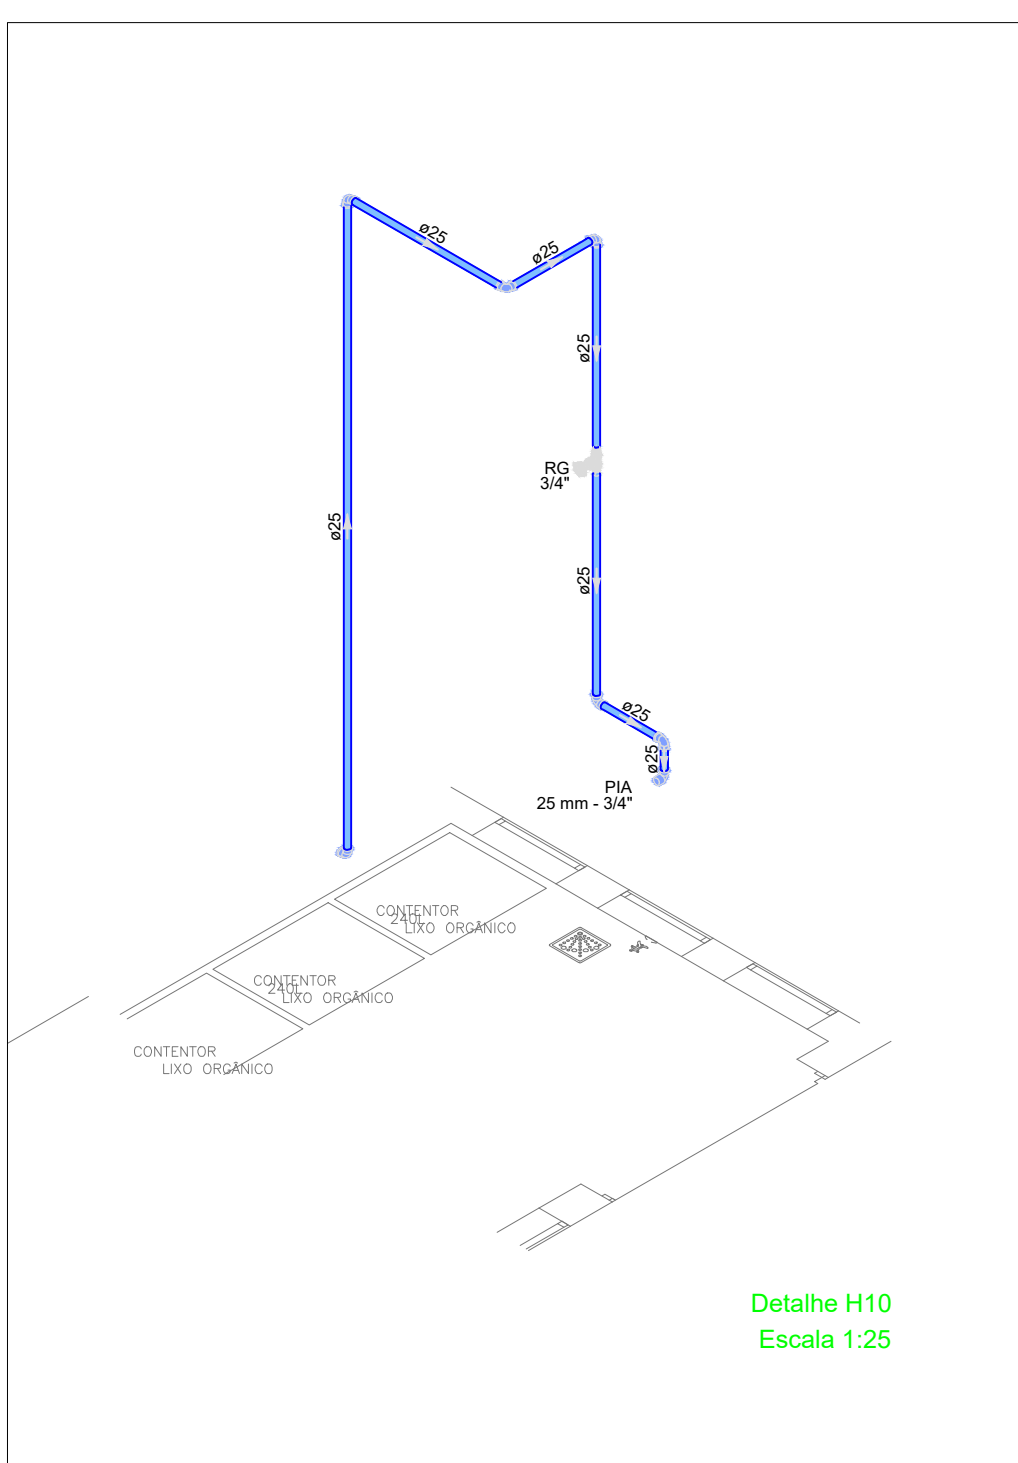 ø25
ø25
ø25
RG
3/4"
ø25
ø25
ø25
ø25
PIA
25 mm - 3/4"
CONTENTOR
240L
LIXO ORGÂNICO
CONTENTOR
240L
LIXO ORGÂNICO
CONTENTOR
LIXO ORGÂNICO
Detalhe H10
Escala 1:25